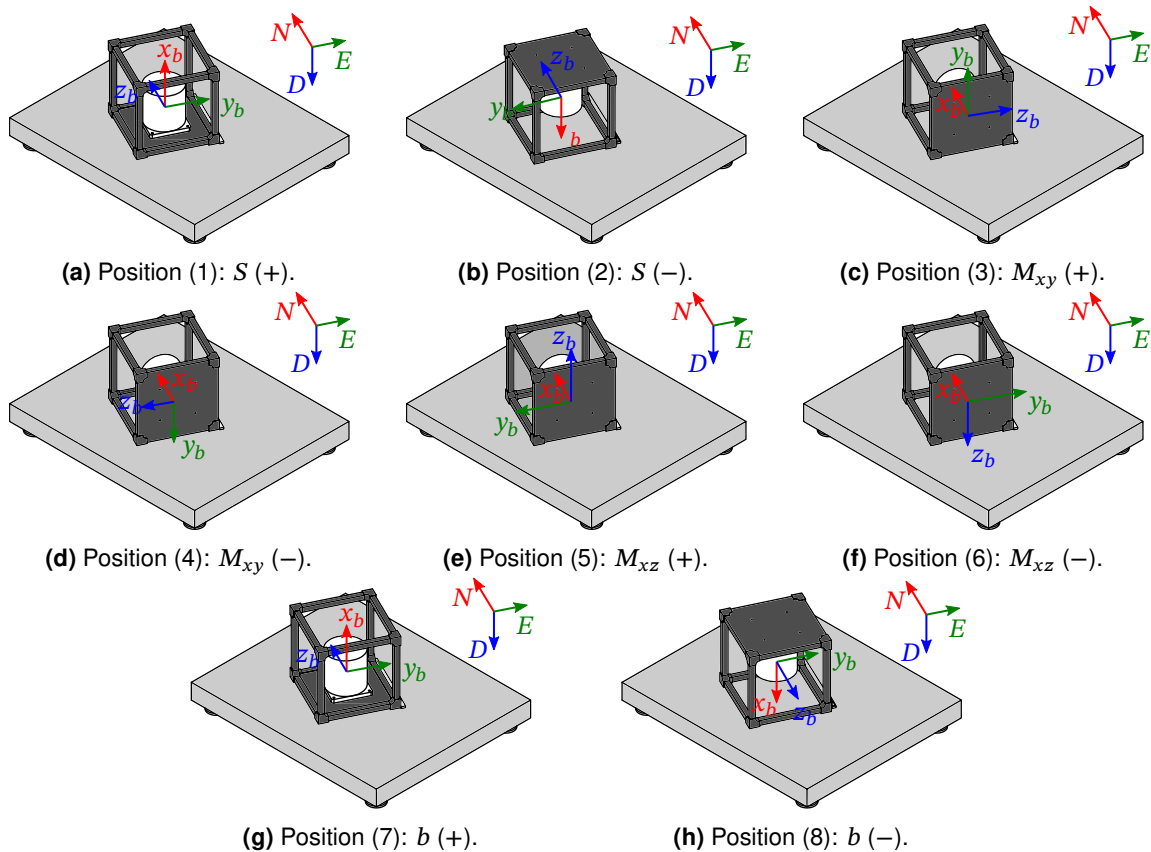 N E D x_b z_b y_b
N E D z_b y_b b
N E D y_b x_b z_b
(a) Position (1): S (+). (b) Position (2): S (−). (c) Position (3): M_xy (+).
N E D x_b z_b y_b
N E D z_b x_b y_b
N E D x_b y_b z_b
(d) Position (4): M_xy (−). (e) Position (5): M_xz (+). (f) Position (6): M_xz (−).
N E D x_b z_b y_b
N E D y_b x_b z_b
(g) Position (7): b (+). (h) Position (8): b (−).